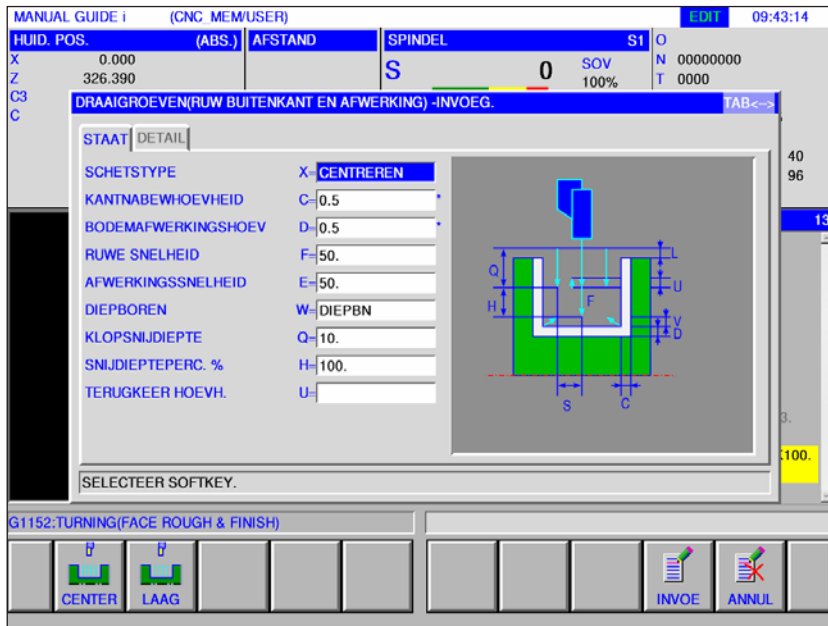 MANUAL GUIDE i (CNC_MEM/USER) EDIT 09:43:14
HUID. POS. (ABS.) AFSTAND SPINDEL S1 O
X 0.000 N 00000000
Z 326.390 S 0 SOV 100% T 0000
C3
C
DRAAIGROEVEN(RUW BUITENKANT EN AFWERKING) -INVOEG. TAB<-->
STAAT DETAIL
SCHETSTYPE X= CENTREREN
KANTNABEWHOEVHEID C= 0.5 *
BODEMAFWERKINGSHOEV D= 0.5 *
RUWE SNELHEID F= 50.
AFWERKINGSSNELHEID E= 50.
DIEPBOREN W= DIEPBN
KLOPSNIJDIEPTE Q= 10.
SNIJDIEPTEPERC. % H= 100.
TERUGKEER HOEVH. U=
Q H F L U V D S C
40
96
13
3.
100.
SELECTEER SOFTKEY.
G1152:TURNING(FACE ROUGH & FINISH)
CENTER LAAG INVOE ANNUL